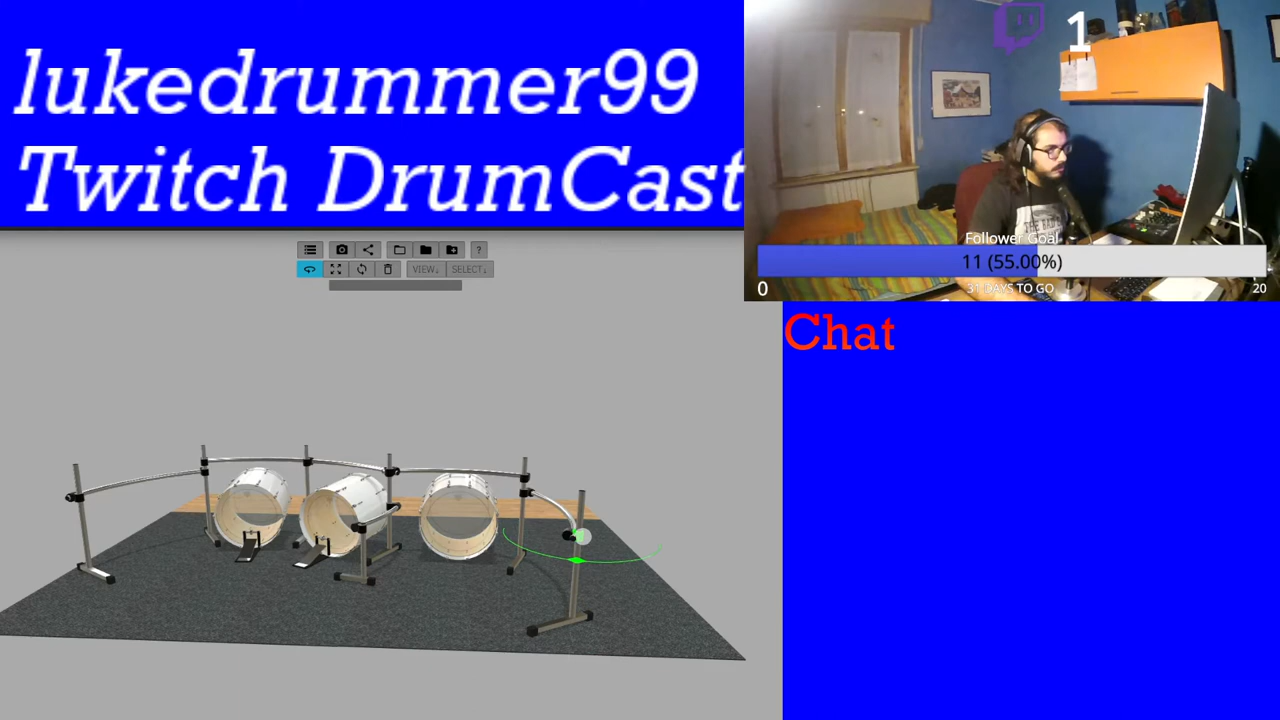 lukedrummer99
Twitch DrumCast
1
Follower Goal
11 (55.00%)
0
31 DAYS TO GO
20
?
VIEW↓
SELECT↓
Chat